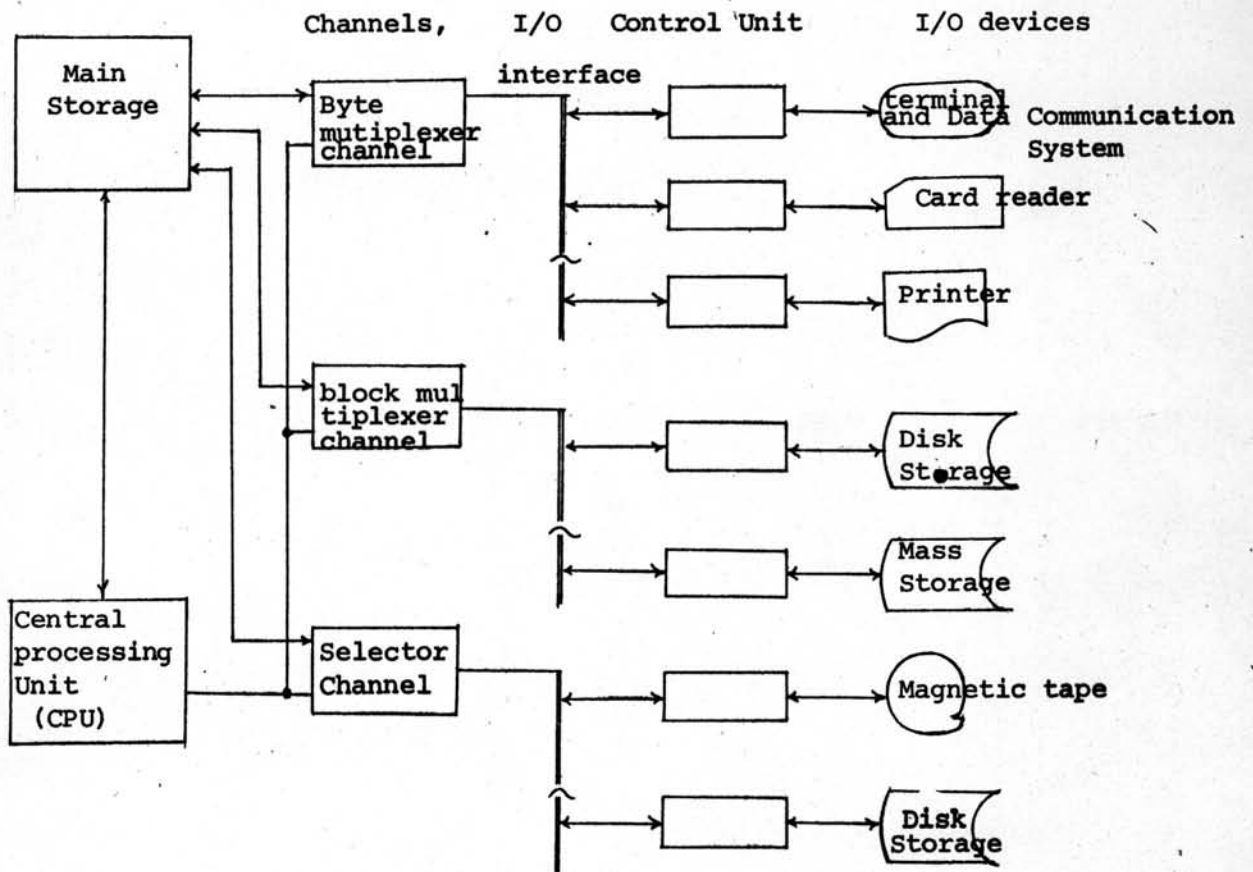 Channels, I/O Control Unit I/O devices
interface
Main
Storage
Byte
mutiplexer
channel
terminal
and Data Communication
System
Card reader
Printer
block mul
tiplexer
channel
Disk
Storage
Mass
Storage
Central
processing
Unit
(CPU)
Selector
Channel
Magnetic tape
Disk
Storage